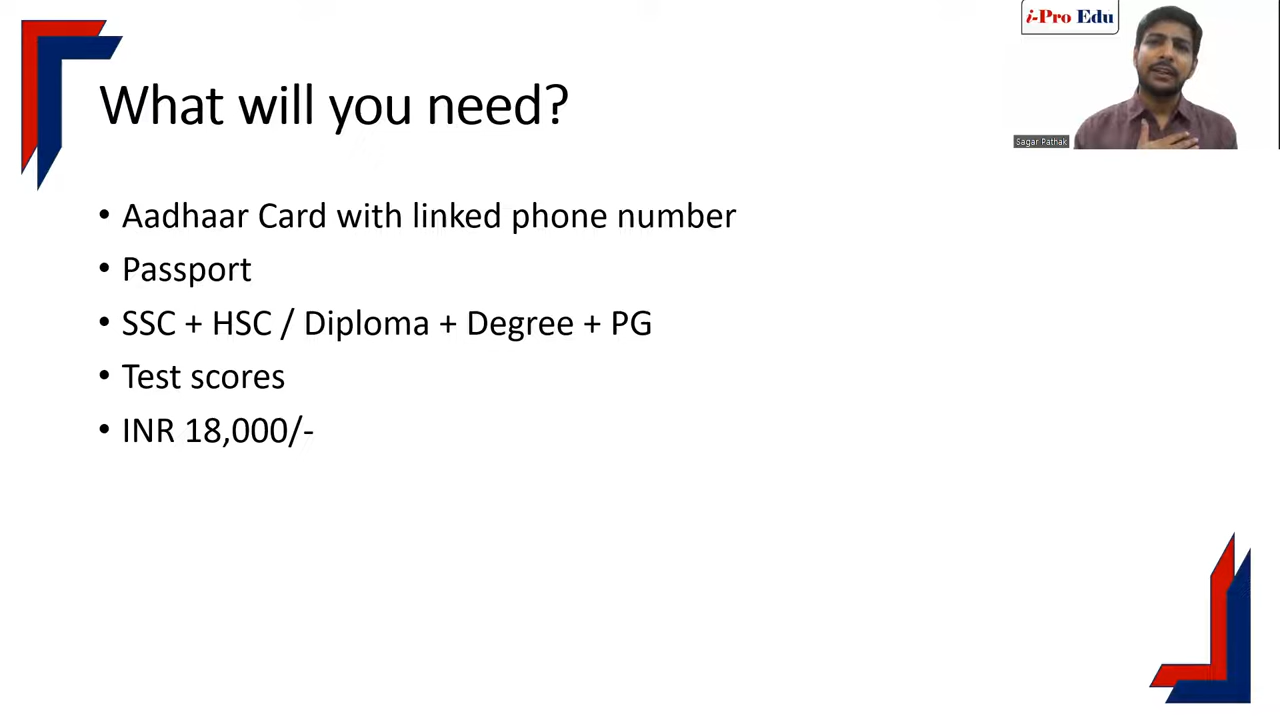 i-Pro Edu
Sagar Pathak
What will you need?
• Aadhaar Card with linked phone number
• Passport
• SSC + HSC / Diploma + Degree + PG
• Test scores
• INR 18,000/-